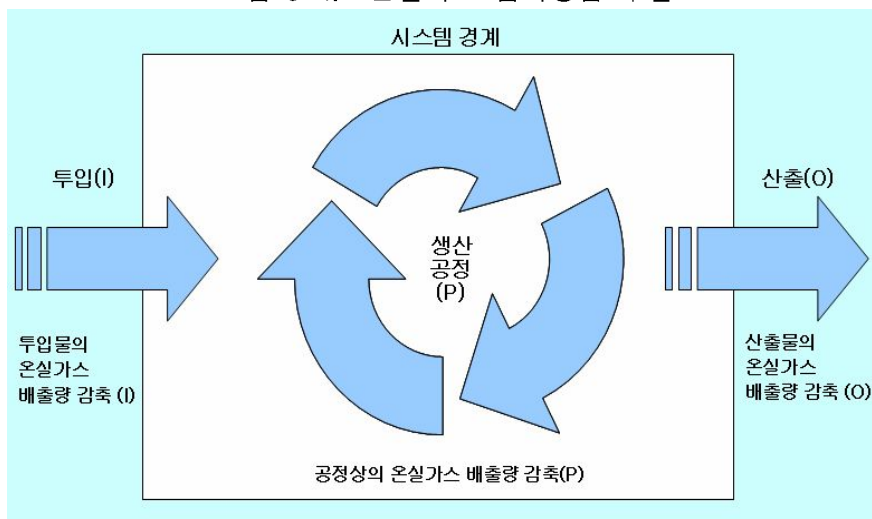 시스템 경계
투입(I)
산출(O)
생산
공정
(P)
투입물의
온실가스
배출량 감축 (I)
산출물의
온실가스
배출량 감축 (O)
공정상의 온실가스 배출량 감축(P)